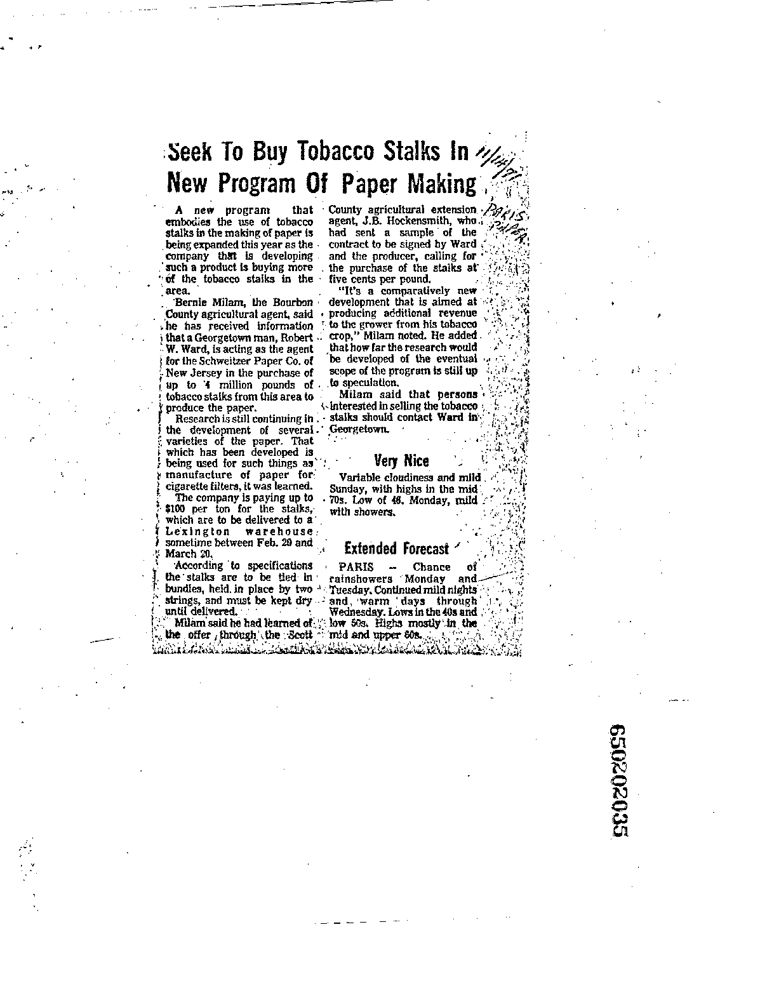 Seek To Buy Tobacco Stalks In
New Program Of Paper Making
PARIS
PAPER
A new program that
embodies the use of tobacco
stalks in the making of paper is
being expanded this year as the
company that is developing
such a product is buying more
of the tobacco stalks in the
area.
Bernie Milam, the Bourbon
County agricultural agent, said
he has received information
that a Georgetown man, Robert
W. Ward, is acting as the agent
for the Schweitzer Paper Co. of
New Jersey in the purchase of
up to 4 million pounds of
tobacco stalks from this area to
produce the paper.
Research is still continuing in
the development of several
varieties of the paper. That
which has been developed is
being used for such things as
manufacture of paper for
cigarette filters, it was learned.
The company is paying up to
$100 per ton for the stalks,
which are to be delivered to a
Lexington warehouse
sometime between Feb. 20 and
March 20.
According to specifications
the stalks are to be tied in
bundles, held in place by two
strings, and must be kept dry
until delivered.
Milam said he had learned of
the offer through the Scott
County agricultural extension
agent, J.B. Hockensmith, who
had sent a sample of the
contract to be signed by Ward
and the producer, calling for
the purchase of the stalks at
five cents per pound.
"It's a comparatively new
development that is aimed at
producing additional revenue
to the grower from his tobacco
crop," Milam noted. He added
that how far the research would
be developed of the eventual
scope of the program is still up
to speculation.
Milam said that persons
interested in selling the tobacco
stalks should contact Ward in
Georgetown.
Very Nice
Variable cloudiness and mild
Sunday, with highs in the mid
70s. Low of 46. Monday, mild
with showers.
Extended Forecast
PARIS -- Chance of
rainshowers Monday and
Tuesday. Continued mild nights
and warm days through
Wednesday. Lows in the 40s and
low 50s. Highs mostly in the
mid and upper 60s.
650202035